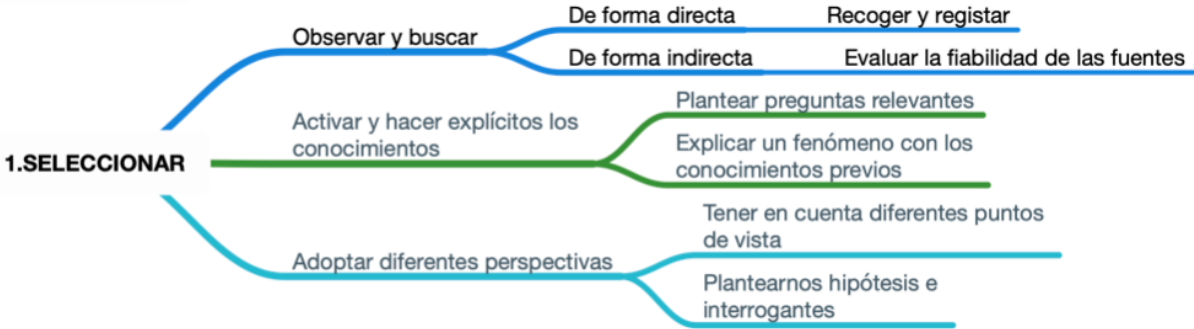 1.SELECCIONAR
Observar y buscar
De forma directa
Recoger y registar
De forma indirecta
Evaluar la fiabilidad de las fuentes
Activar y hacer explícitos los
conocimientos
Plantear preguntas relevantes
Explicar un fenómeno con los
conocimientos previos
Adoptar diferentes perspectivas
Tener en cuenta diferentes puntos
de vista
Plantearnos hipótesis e
interrogantes